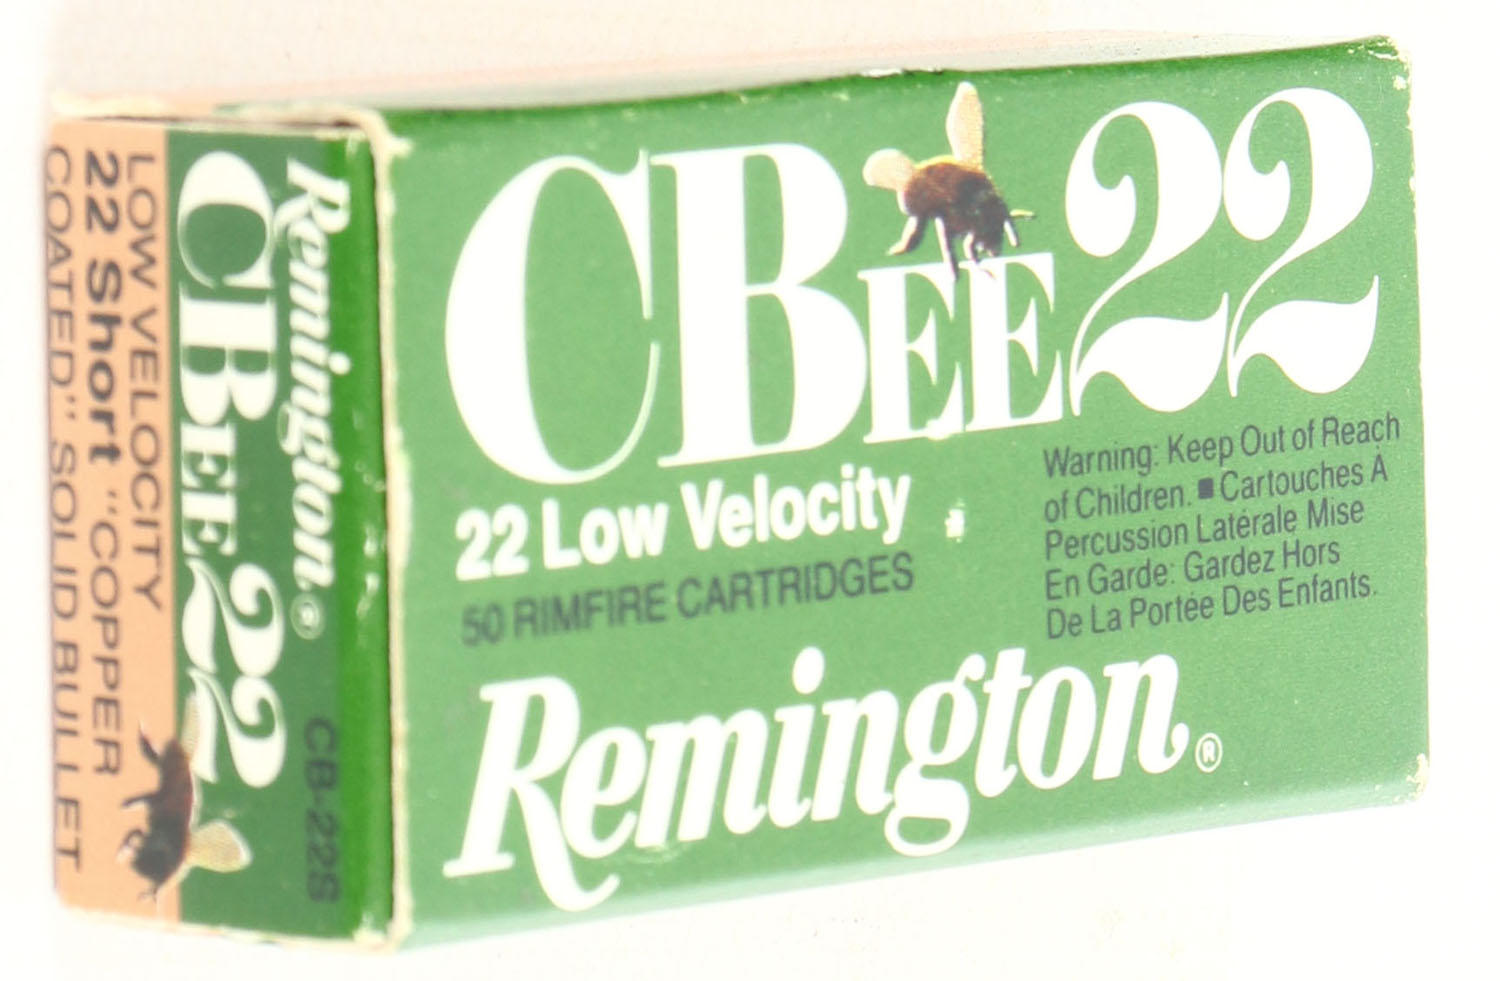 CBEE22
22 Low Velocity
50 RIMFIRE CARTRIDGES
Warning: Keep Out of Reach
of Children. ■ Cartouches A
Percussion Latérale Mise
En Garde: Gardez Hors
De La Portée Des Enfants.
Remington®
Remington®
CBEE22
CB-22S
LOW VELOCITY
22 Short "COPPER
COATED" SOLID BULLET